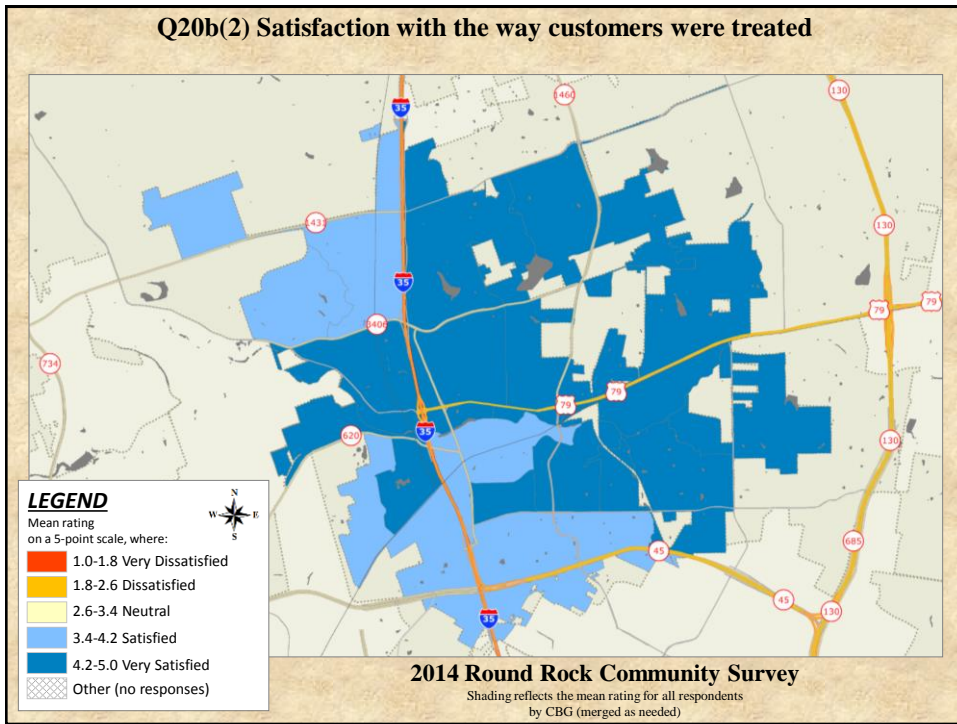 Q20b(2) Satisfaction with the way customers were treated
35
1460
130
1431
130
35
79
79
3406
734
79
79
35
620
130
45
685
45
130
35
LEGEND
N
W
E
S
Mean rating
on a 5-point scale, where:
1.0-1.8 Very Dissatisfied
1.8-2.6 Dissatisfied
2.6-3.4 Neutral
3.4-4.2 Satisfied
4.2-5.0 Very Satisfied
Other (no responses)
2014 Round Rock Community Survey
Shading reflects the mean rating for all respondents
by CBG (merged as needed)